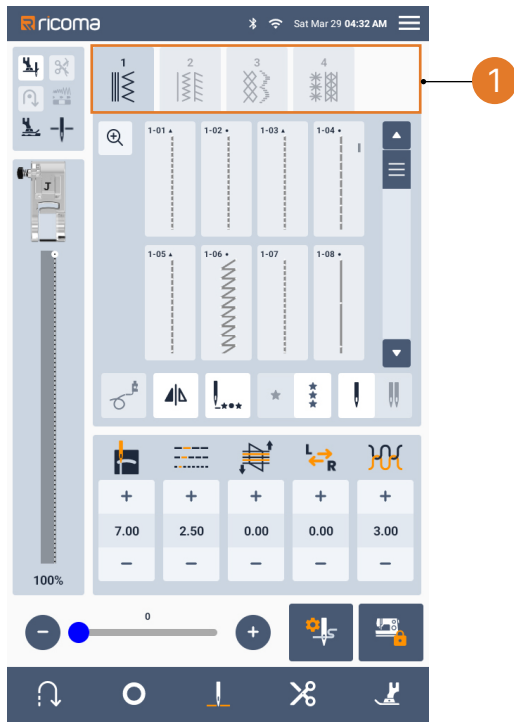 ricoma
Sat Mar 29 04:32 AM
1 2 3 4
1
1-01 ▴ 1-02 • 1-03 ▴ 1-04 •
J
1-05 ▴ 1-06 • 1-07 1-08 •
L R
+ + + + +
7.00 2.50 0.00 0.00 3.00
− − − − −
100%
0
− +